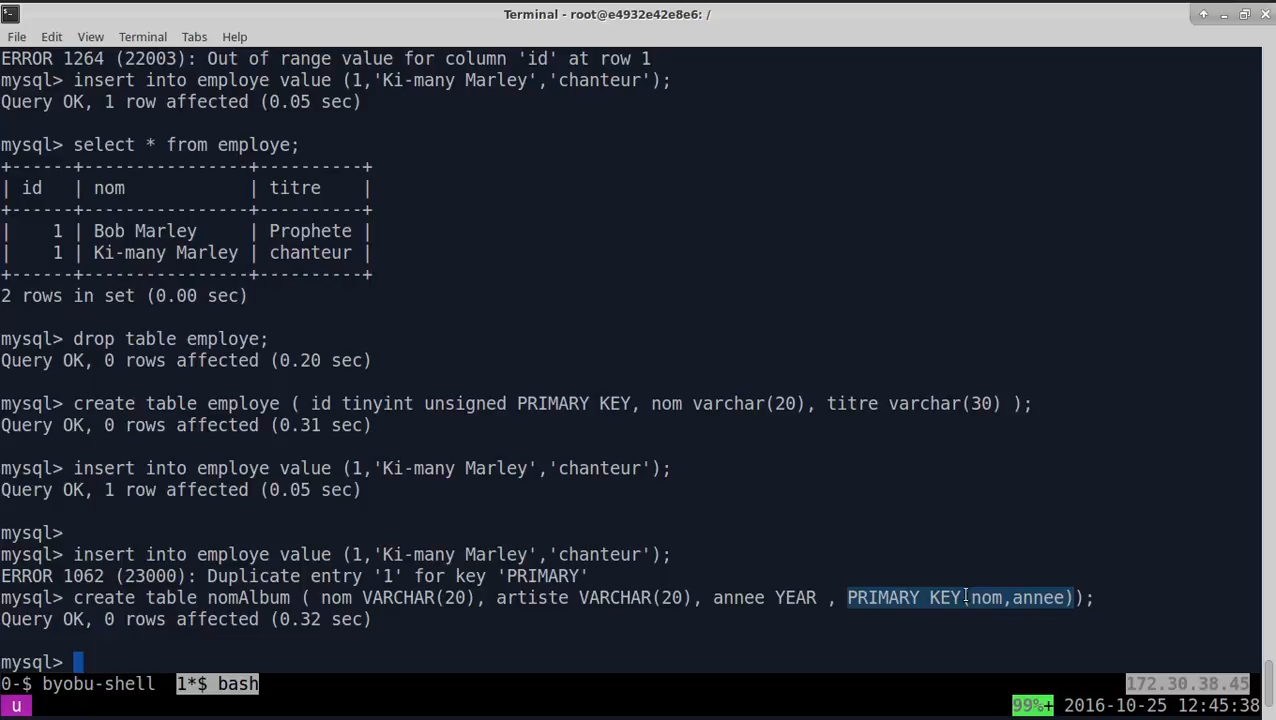 Terminal - root@e4932e42e8e6: /
File Edit View Terminal Tabs Help
ERROR 1264 (22003): Out of range value for column 'id' at row 1
mysql> insert into employe value (1,'Ki-many Marley','chanteur');
Query OK, 1 row affected (0.05 sec)
mysql> select * from employe;
+------+----------------+----------+
| id   | nom            | titre    |
+------+----------------+----------+
|    1 | Bob Marley     | Prophete |
|    1 | Ki-many Marley | chanteur |
+------+----------------+----------+
2 rows in set (0.00 sec)
mysql> drop table employe;
Query OK, 0 rows affected (0.20 sec)
mysql> create table employe ( id tinyint unsigned PRIMARY KEY, nom varchar(20), titre varchar(30) );
Query OK, 0 rows affected (0.31 sec)
mysql> insert into employe value (1,'Ki-many Marley','chanteur');
Query OK, 1 row affected (0.05 sec)
mysql>
mysql> insert into employe value (1,'Ki-many Marley','chanteur');
ERROR 1062 (23000): Duplicate entry '1' for key 'PRIMARY'
mysql> create table nomAlbum ( nom VARCHAR(20), artiste VARCHAR(20), annee YEAR , PRIMARY KEY(nom,annee));
Query OK, 0 rows affected (0.32 sec)
mysql>
0-$ byobu-shell  1*$ bash 172.30.38.45
u 99%+ 2016-10-25 12:45:38